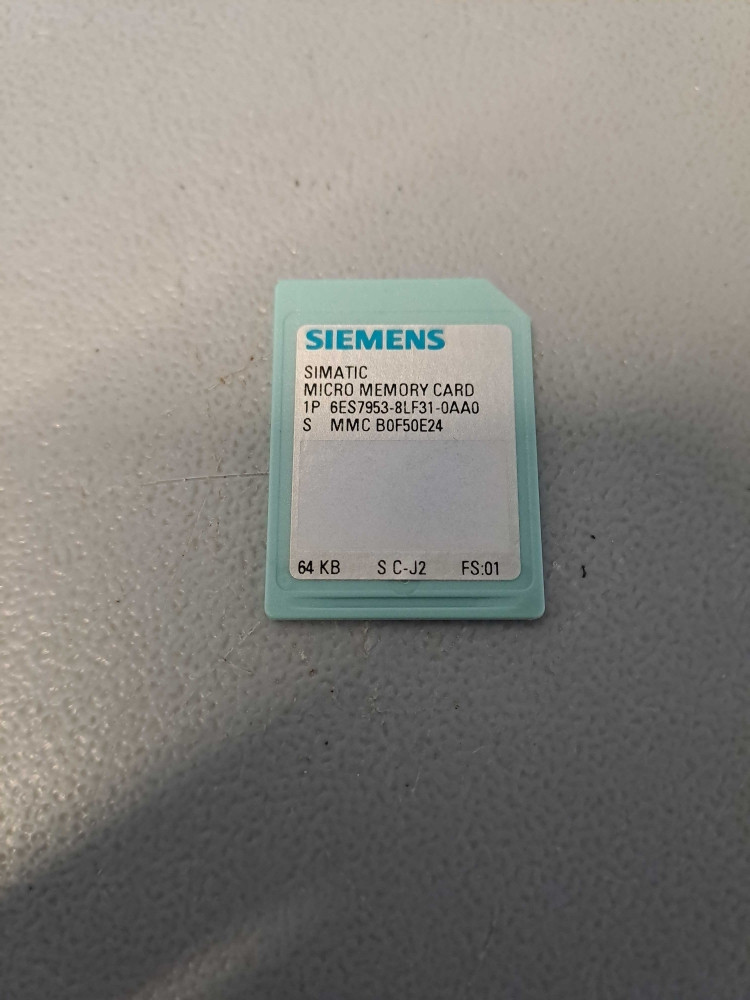 SIEMENS
SIMATIC
MICRO MEMORY CARD
1P 6ES7953-8LF31-0AA0
S MMC B0F50E24
64 KB S C-J2 FS:01